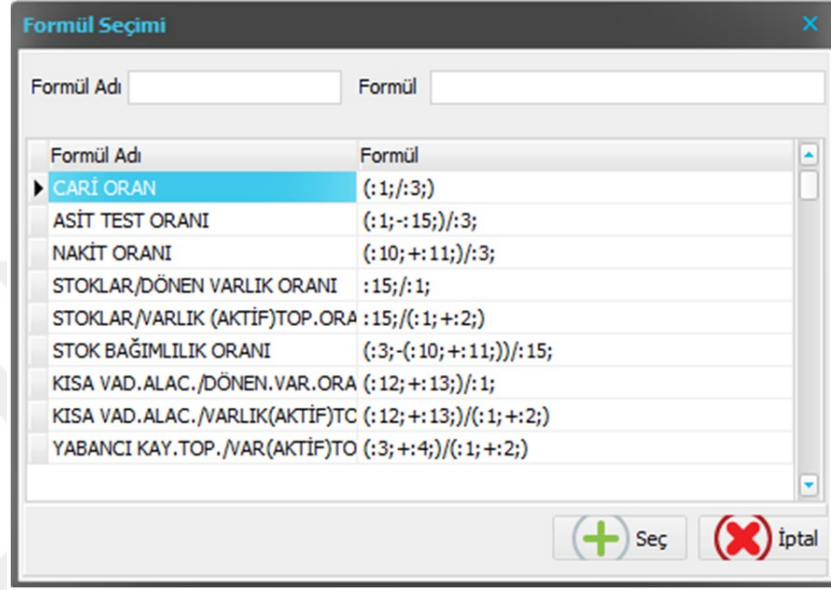 Formül Seçimi
Formül Adı Formül
Formül Adı Formül
CARİ ORAN (:1;/:3;)
ASİT TEST ORANI (:1;-:15;)/:3;
NAKİT ORANI (:10;+:11;)/:3;
STOKLAR/DÖNEN VARLIK ORANI :15;/:1;
STOKLAR/VARLIK (AKTİF)TOP.ORA :15;/(:1;+:2;)
STOK BAĞIMLILIK ORANI (:3;-(:10;+:11;))/:15;
KISA VAD.ALAC./DÖNEN.VAR.ORA (:12;+:13;)/:1;
KISA VAD.ALAC./VARLIK(AKTİF)TO (:12;+:13;)/(:1;+:2;)
YABANCI KAY.TOP./VAR(AKTİF)TO (:3;+:4;)/(:1;+:2;)
Seç İptal